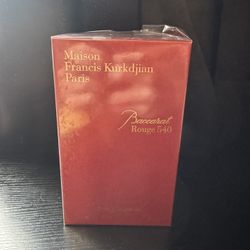 Maison
Francis Kurkdjian
Paris
Baccarat
Rouge 540